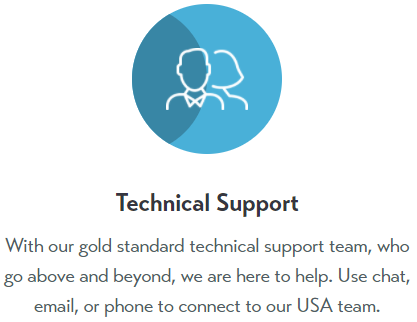 Technical Support
With our gold standard technical support team, who
go above and beyond, we are here to help. Use chat,
email, or phone to connect to our USA team.